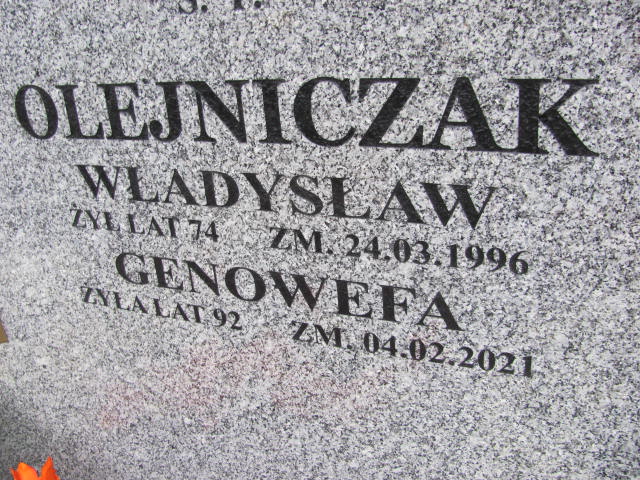 Ś. P.
OLEJNICZAK
WŁADYSŁAW
ŻYŁ LAT 74 ZM. 24.03.1996
GENOWEFA
ŻYŁA LAT 92 ZM. 04.02.2021